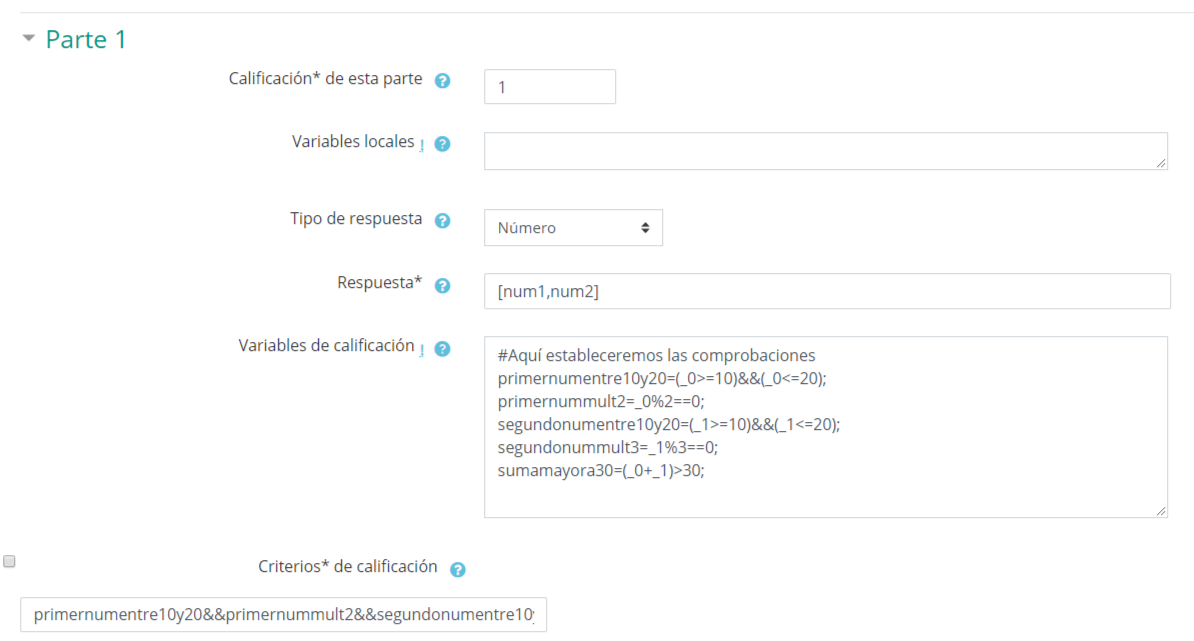 Parte 1
Calificación* de esta parte ?
1
Variables locales ! ?
Tipo de respuesta ?
Número
Respuesta* ?
[num1,num2]
Variables de calificación ! ?
#Aquí estableceremos las comprobaciones
primernumentre10y20=(_0>=10)&&(_0<=20);
primernummult2=_0%2==0;
segundonumentre10y20=(_1>=10)&&(_1<=20);
segundonummult3=_1%3==0;
sumamayora30=(_0+_1)>30;
Criterios* de calificación ?
primernumentre10y20&&primernummult2&&segundonumentre10